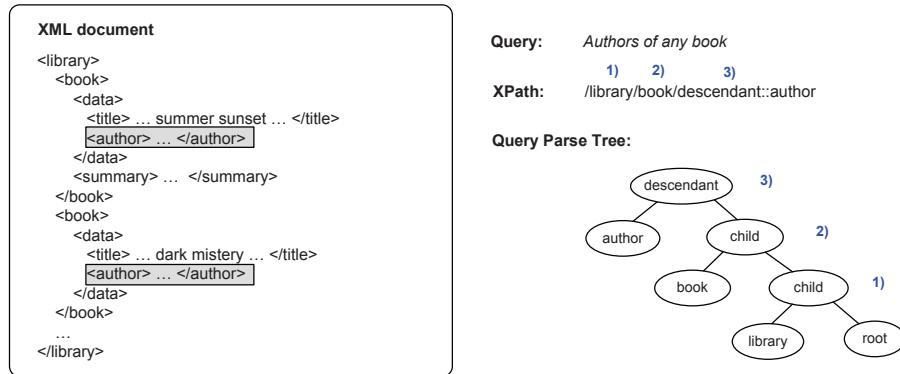 XML document
<library>
<book>
<data>
<title> … summer sunset … </title>
<author> … </author>
</data>
<summary> … </summary>
</book>
<book>
<data>
<title> … dark mistery … </title>
<author> … </author>
</data>
</book>
…
</library>
Query: Authors of any book
1) 2) 3)
XPath: /library/book/descendant::author
Query Parse Tree:
descendant 3)
author child 2)
book child 1)
library root